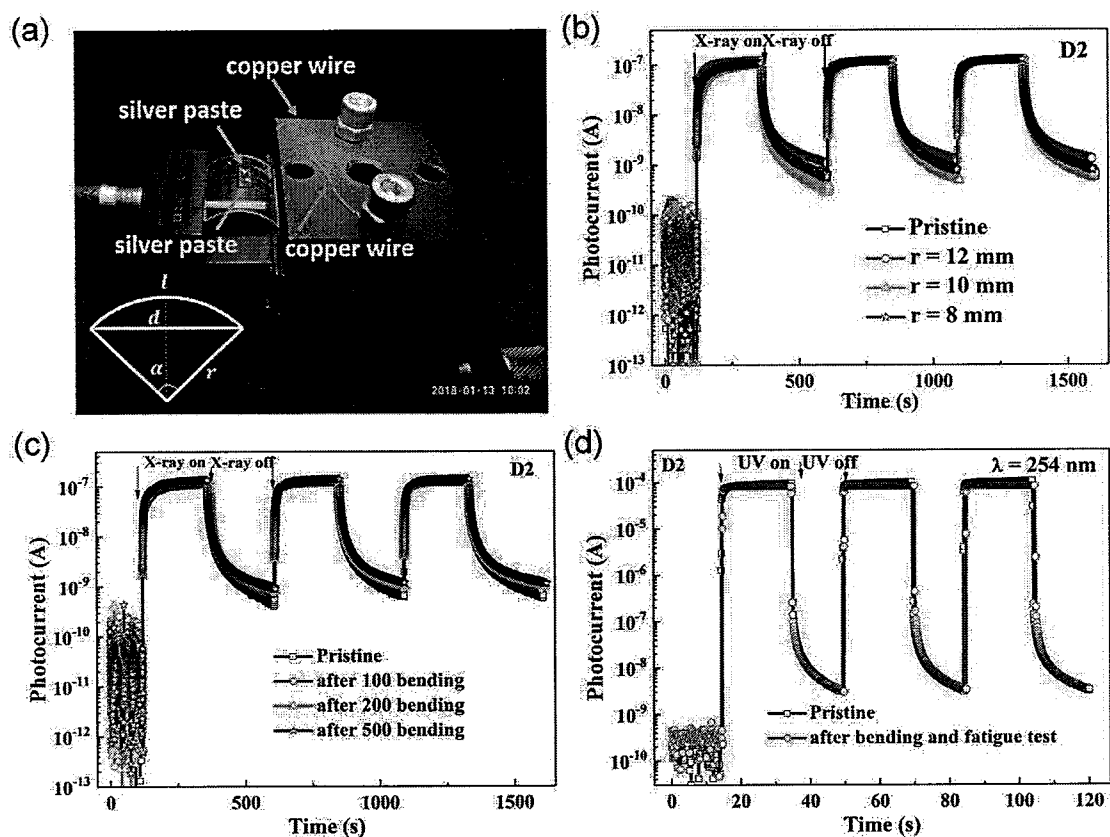 (a)
copper wire
silver paste
silver paste
copper wire
l
d
α
r
2018-01-13 16:02
(b)
X-ray on X-ray off
D2
Photocurrent (A)
10⁻⁷
10⁻⁸
10⁻⁹
10⁻¹⁰
10⁻¹¹
10⁻¹²
10⁻¹³
Pristine
r = 12 mm
r = 10 mm
r = 8 mm
0 500 1000 1500
Time (s)
(c)
X-ray on X-ray off
D2
Photocurrent (A)
10⁻⁷
10⁻⁸
10⁻⁹
10⁻¹⁰
10⁻¹¹
10⁻¹²
10⁻¹³
Pristine
after 100 bending
after 200 bending
after 500 bending
0 500 1000 1500
Time (s)
(d)
D2 UV on UV off λ = 254 nm
Photocurrent (A)
10⁻⁴
10⁻⁵
10⁻⁶
10⁻⁷
10⁻⁸
10⁻⁹
10⁻¹⁰
Pristine
after bending and fatigue test
0 20 40 60 80 100 120
Time (s)